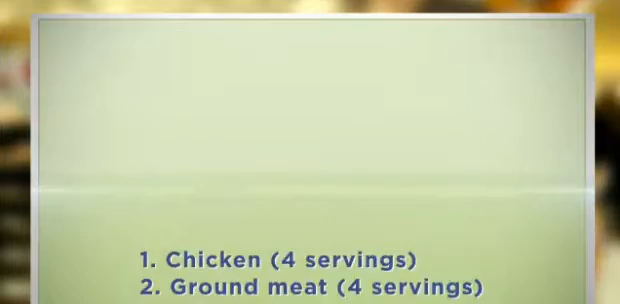 1. Chicken (4 servings)
2. Ground meat (4 servings)